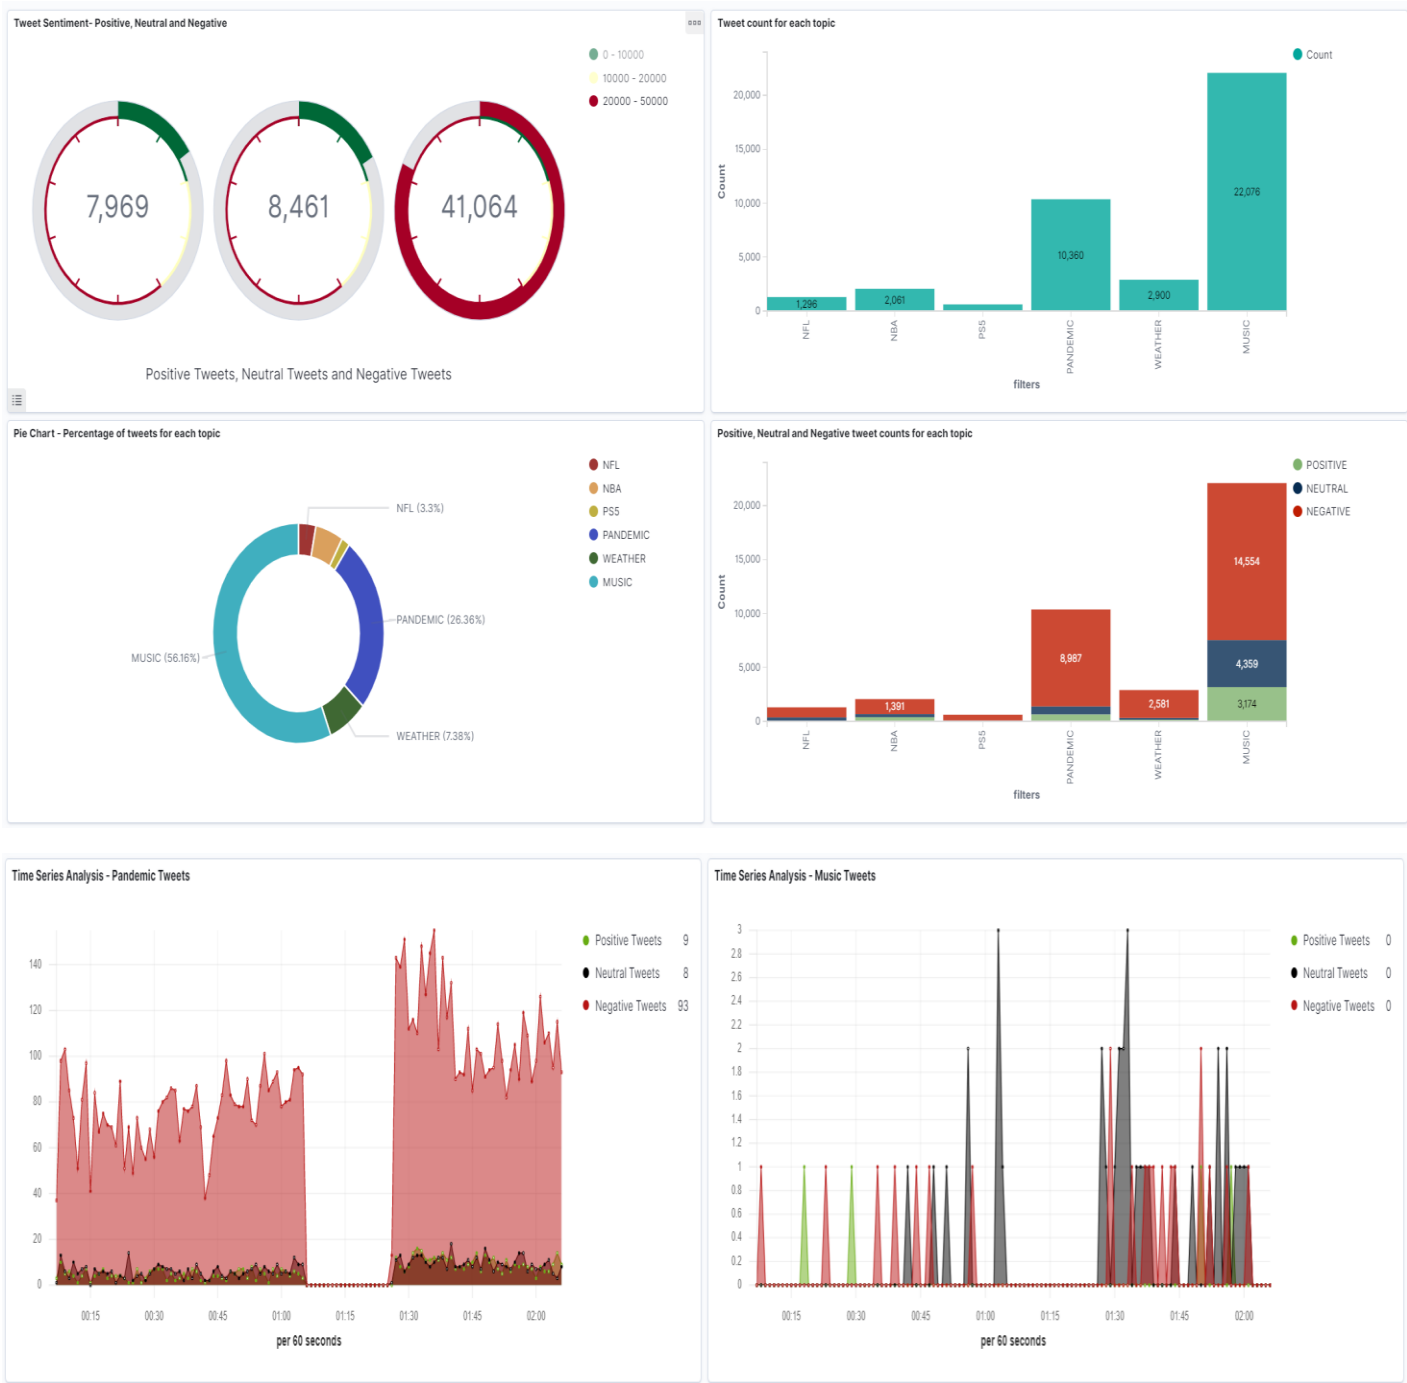 Tweet Sentiment- Positive, Neutral and Negative
0 - 10000
10000 - 20000
20000 - 50000
7,969
8,461
41,064
Positive Tweets, Neutral Tweets and Negative Tweets
Tweet count for each topic
Count
20,000
15,000
10,000
5,000
0
Count
1,296
2,061
10,360
2,900
22,076
NFL
NBA
PS5
PANDEMIC
WEATHER
MUSIC
filters
Pie Chart - Percentage of tweets for each topic
NFL
NBA
PS5
PANDEMIC
WEATHER
MUSIC
NFL (3.3%)
PANDEMIC (26.36%)
MUSIC (56.16%)
WEATHER (7.38%)
Positive, Neutral and Negative tweet counts for each topic
POSITIVE
NEUTRAL
NEGATIVE
20,000
15,000
10,000
5,000
0
Count
1,391
8,987
2,581
14,554
4,359
3,174
NFL
NBA
PS5
PANDEMIC
WEATHER
MUSIC
filters
Time Series Analysis - Pandemic Tweets
Positive Tweets 9
Neutral Tweets 8
Negative Tweets 93
140
120
100
80
60
40
20
0
00:15 00:30 00:45 01:00 01:15 01:30 01:45 02:00
per 60 seconds
Time Series Analysis - Music Tweets
Positive Tweets 0
Neutral Tweets 0
Negative Tweets 0
3
2.8
2.6
2.4
2.2
2
1.8
1.6
1.4
1.2
1
0.8
0.6
0.4
0.2
0
00:15 00:30 00:45 01:00 01:15 01:30 01:45 02:00
per 60 seconds